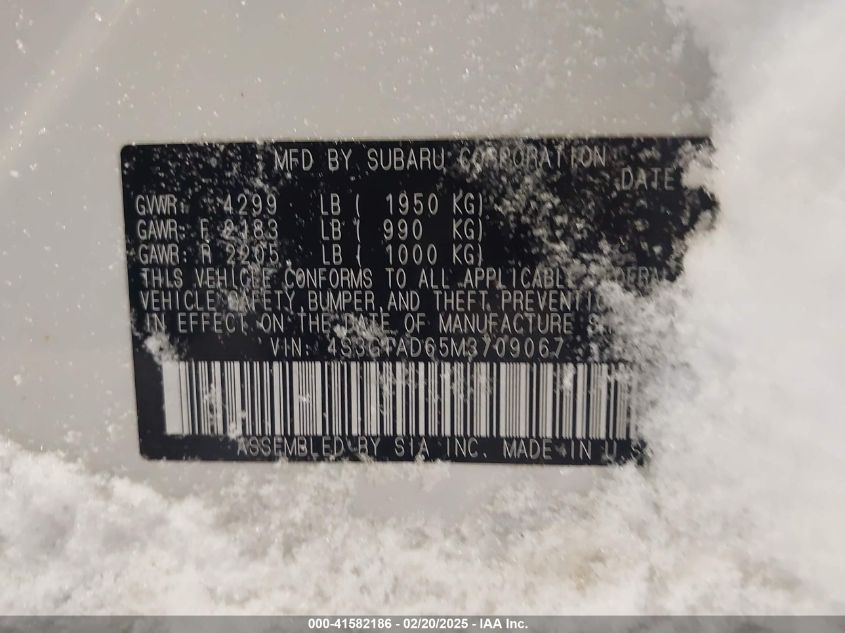 MFD BY SUBARU CORPORATION
DATE
GVWR: 4299 LB ( 1950 KG)
GAWR: F 2183 LB ( 990 KG)
GAWR: R 2205 LB ( 1000 KG)
THIS VEHICLE CONFORMS TO ALL APPLICABLE FEDERAL
VEHICLE SAFETY, BUMPER, AND THEFT PREVENTION
IN EFFECT ON THE DATE OF MANUFACTURE
VIN: 4S3GTAD65M3709067
ASSEMBLED BY SIA INC. MADE IN U.S
000-41582186 - 02/20/2025 - IAA Inc.